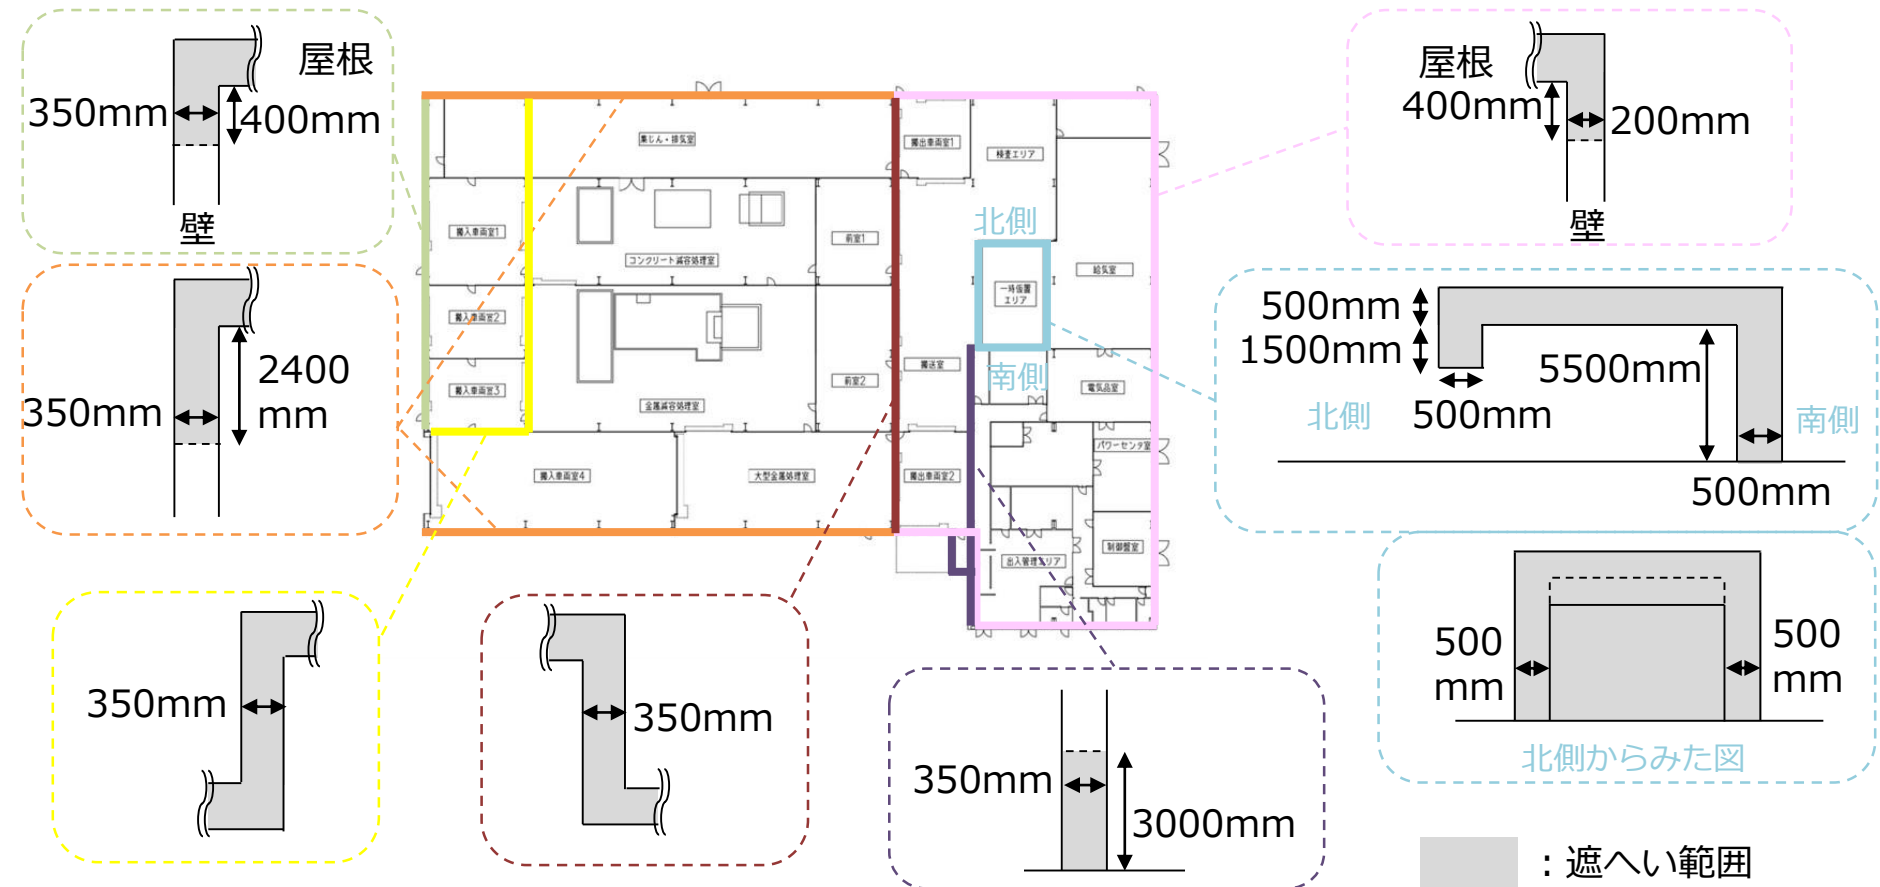 屋根
350mm
400mm
壁
2400
mm
350mm
集じん・排気室
搬入車両室1
コンクリート減容処理室
前室1
搬入車両室2
搬入車両室3
金属減容処理室
前室2
搬入車両室4
大型金属処理室
搬出車両室1
検査エリア
北側
給気室
一時仮置
エリア
搬送室
南側
電気品室
パワーセンタ室
搬出車両室2
出入管理エリア
制御盤室
屋根
400mm
200mm
壁
500mm
1500mm
5500mm
500mm
北側
南側
500mm
350mm
350mm
350mm
3000mm
500
mm
500
mm
北側からみた図
：遮へい範囲